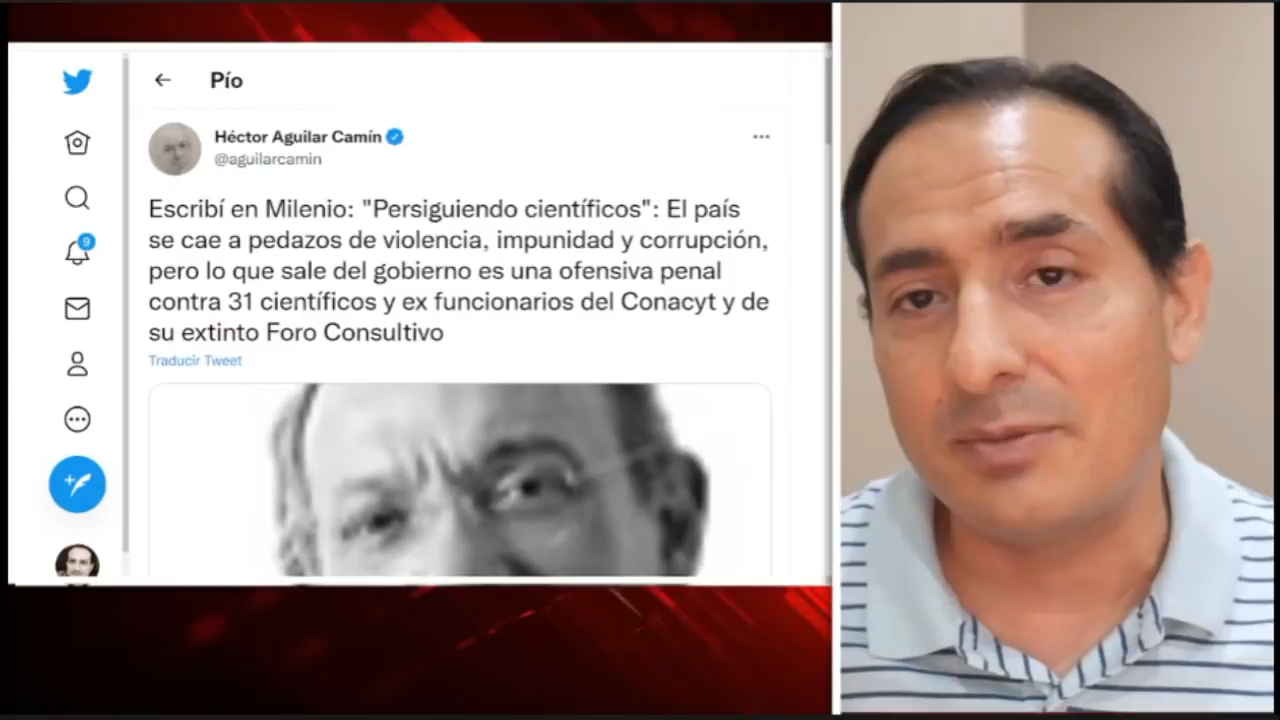 Pío
Héctor Aguilar Camín
@aguilarcamin
Escribí en Milenio: "Persiguiendo científicos": El país
se cae a pedazos de violencia, impunidad y corrupción,
pero lo que sale del gobierno es una ofensiva penal
contra 31 científicos y ex funcionarios del Conacyt y de
su extinto Foro Consultivo
Traducir Tweet
9